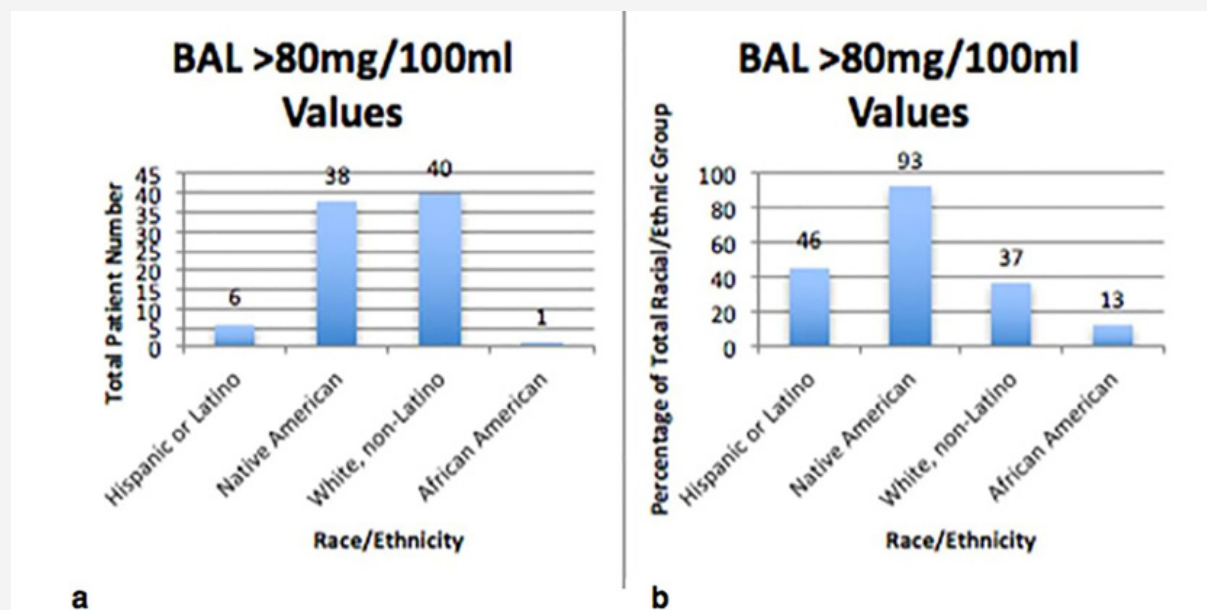 BAL >80mg/100ml
Values
Total Patient Number
45
40
35
30
25
20
15
10
5
0
6
38
40
1
Hispanic or Latino
Native American
White, non-Latino
African American
Race/Ethnicity
a
BAL >80mg/100ml
Values
Percentage of Total Racial/Ethnic Group
100
80
60
40
20
0
46
93
37
13
Hispanic or Latino
Native American
White, non-Latino
African American
Race/Ethnicity
b